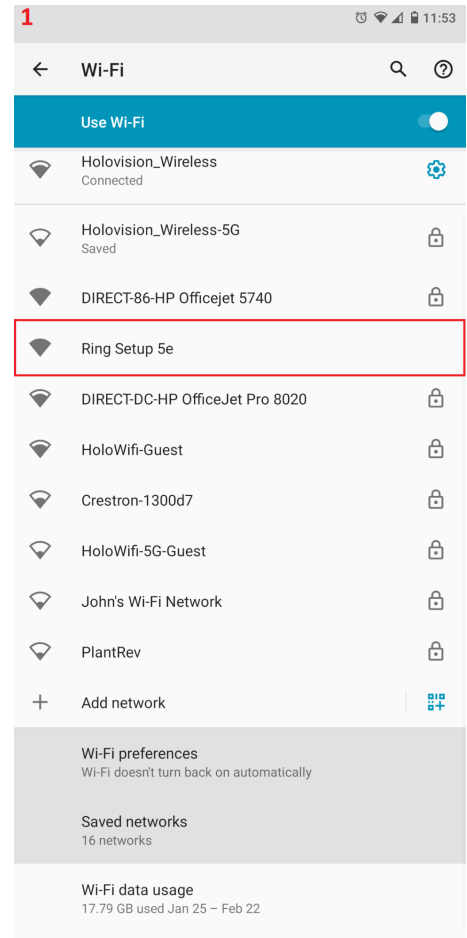 1
11:53
Wi-Fi
Use Wi-Fi
Holovision_Wireless
Connected
Holovision_Wireless-5G
Saved
DIRECT-86-HP Officejet 5740
Ring Setup 5e
DIRECT-DC-HP OfficeJet Pro 8020
HoloWifi-Guest
Crestron-1300d7
HoloWifi-5G-Guest
John's Wi-Fi Network
PlantRev
Add network
Wi-Fi preferences
Wi-Fi doesn't turn back on automatically
Saved networks
16 networks
Wi-Fi data usage
17.79 GB used Jan 25 – Feb 22